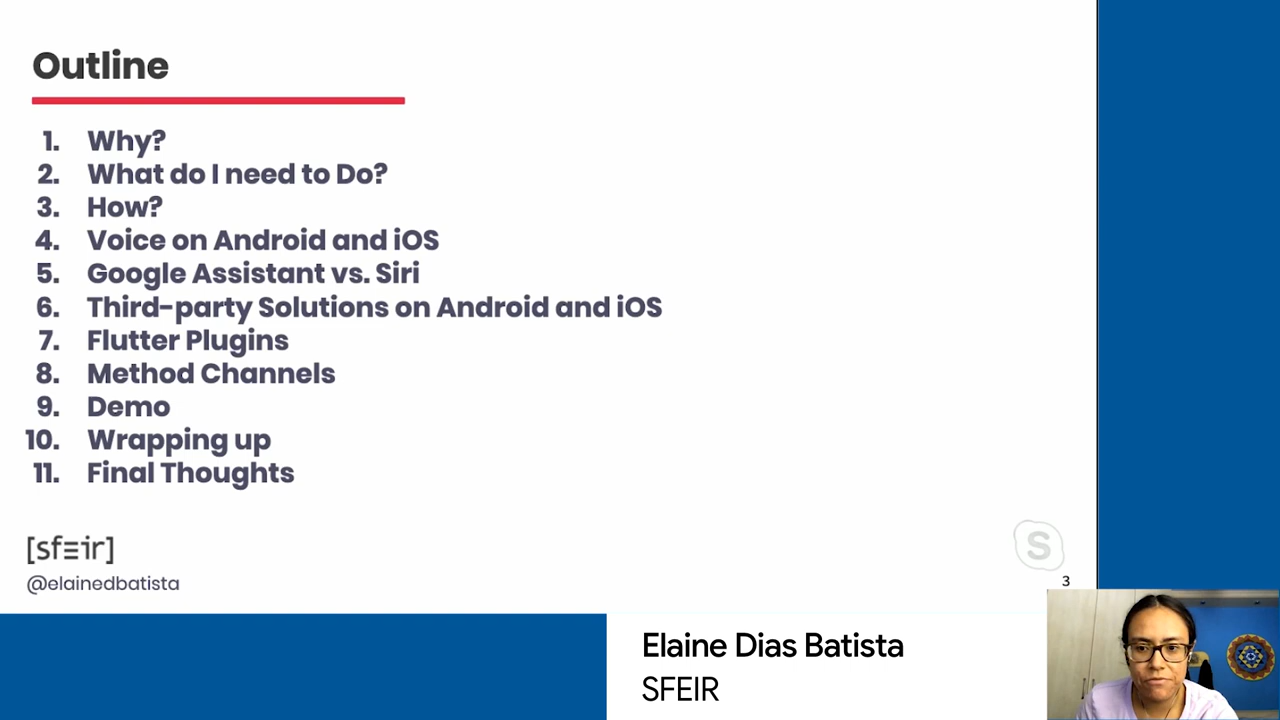 Outline
1. Why?
2. What do I need to Do?
3. How?
4. Voice on Android and iOS
5. Google Assistant vs. Siri
6. Third-party Solutions on Android and iOS
7. Flutter Plugins
8. Method Channels
9. Demo
10. Wrapping up
11. Final Thoughts
[sfΞir]
@elainedbatista
S
3
Elaine Dias Batista
SFEIR